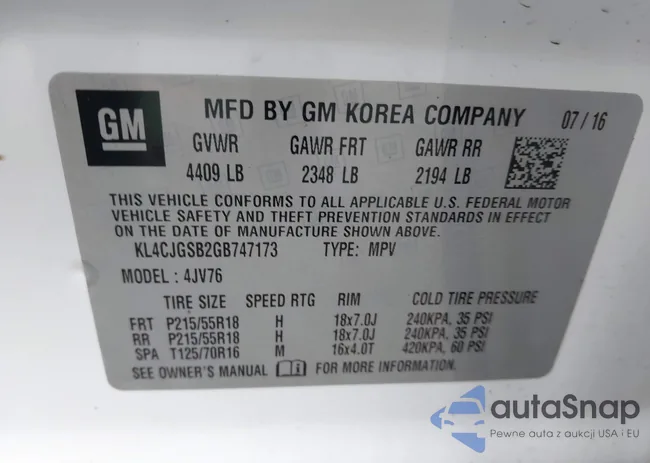 GM
MFD BY GM KOREA COMPANY 07/16
GVWR GAWR FRT GAWR RR
4409 LB 2348 LB 2194 LB
THIS VEHICLE CONFORMS TO ALL APPLICABLE U.S. FEDERAL MOTOR
VEHICLE SAFETY AND THEFT PREVENTION STANDARDS IN EFFECT
ON THE DATE OF MANUFACTURE SHOWN ABOVE.
KL4CJGSB2GB747173 TYPE: MPV
MODEL : 4JV76
TIRE SIZE SPEED RTG RIM COLD TIRE PRESSURE
FRT P215/55R18 H 18x7.0J 240KPA, 35 PSI
RR P215/55R18 H 18x7.0J 240KPA, 35 PSI
SPA T125/70R16 M 16x4.0T 420KPA, 60 PSI
SEE OWNER'S MANUAL FOR MORE INFORMATION.
autaSnap
Pewne auta z aukcji USA i EU